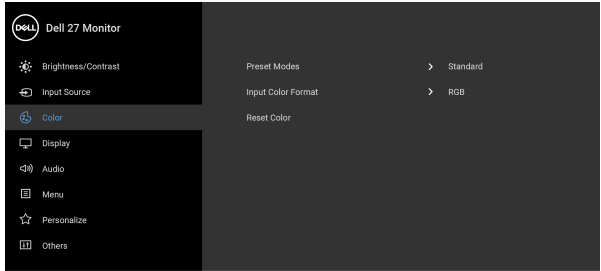 DELL Dell 27 Monitor
Brightness/Contrast
Input Source
Color
Display
Audio
Menu
Personalize
Others
Preset Modes > Standard
Input Color Format > RGB
Reset Color